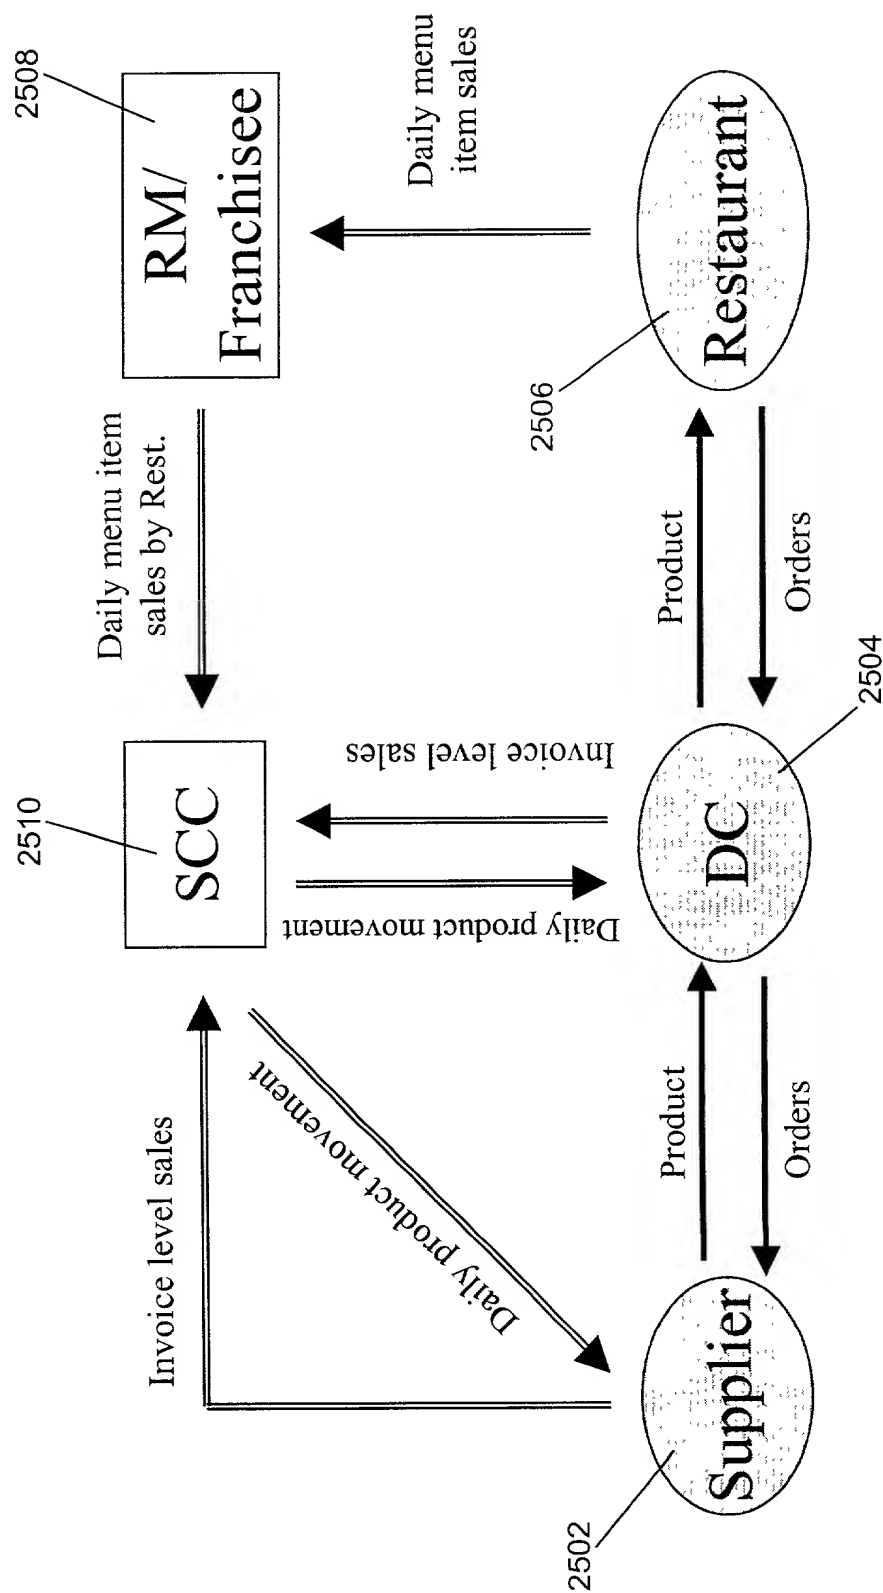 Invoice level sales
2510
SCC
Daily menu item
sales by Rest.
2508
RM/
Franchisee
Daily product movement
Daily product movement
Invoice level sales
Daily menu
item sales
2502
Supplier
Product
Orders
DC
2504
Product
Orders
2506
Restaurant